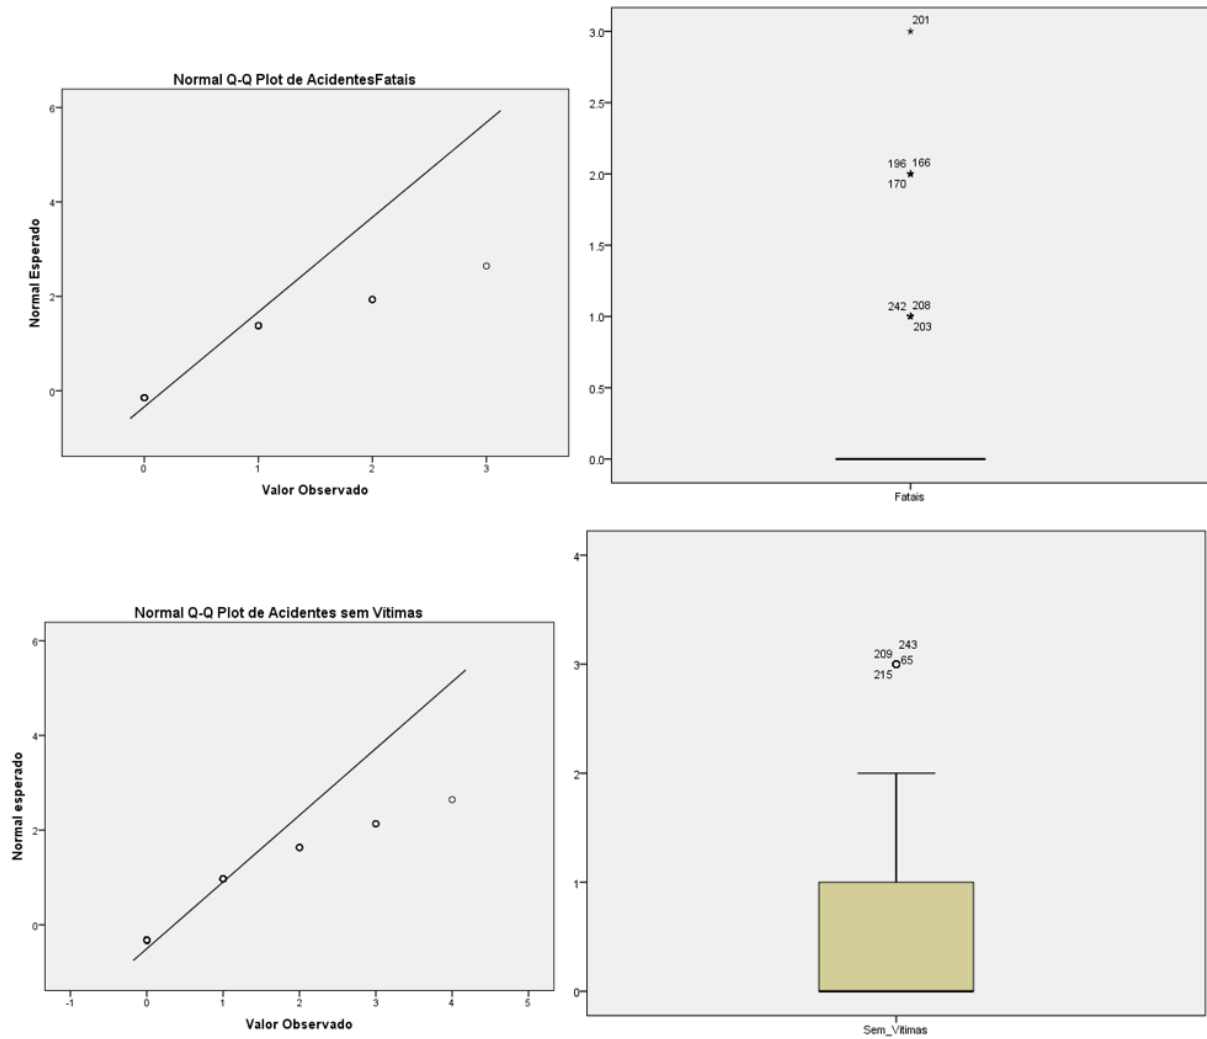 Normal Q-Q Plot de AcidentesFatais
Normal Esperado
6
4
2
0
0 1 2 3
Valor Observado
3.0
2.5
2.0
1.5
1.0
0.5
0.0
201
196 166
170
242 208
203
Fatais
Normal Q-Q Plot de Acidentes sem Vítimas
Normal esperado
6
4
2
0
-1 0 1 2 3 4 5
Valor Observado
4
3
2
1
0
243
209 65
215
Sem_Vitimas